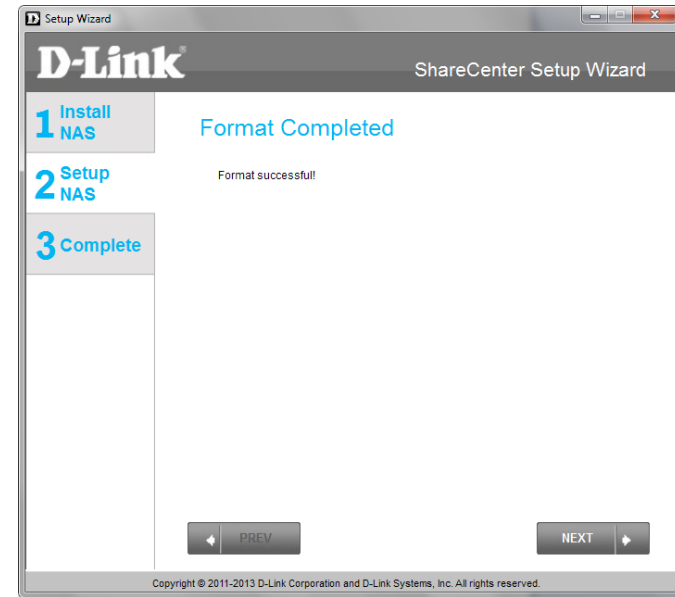 Setup Wizard
D-Link®
ShareCenter Setup Wizard
1 Install
NAS
Format Completed
Format successful!
2 Setup
NAS
3 Complete
PREV
NEXT
Copyright © 2011-2013 D-Link Corporation and D-Link Systems, Inc. All rights reserved.